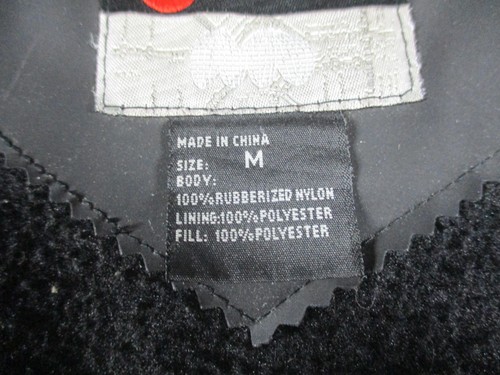 MADE IN CHINA
SIZE: M
BODY:
100%RUBBERIZED NYLON
LINING:100%POLYESTER
FILL: 100%POLYESTER